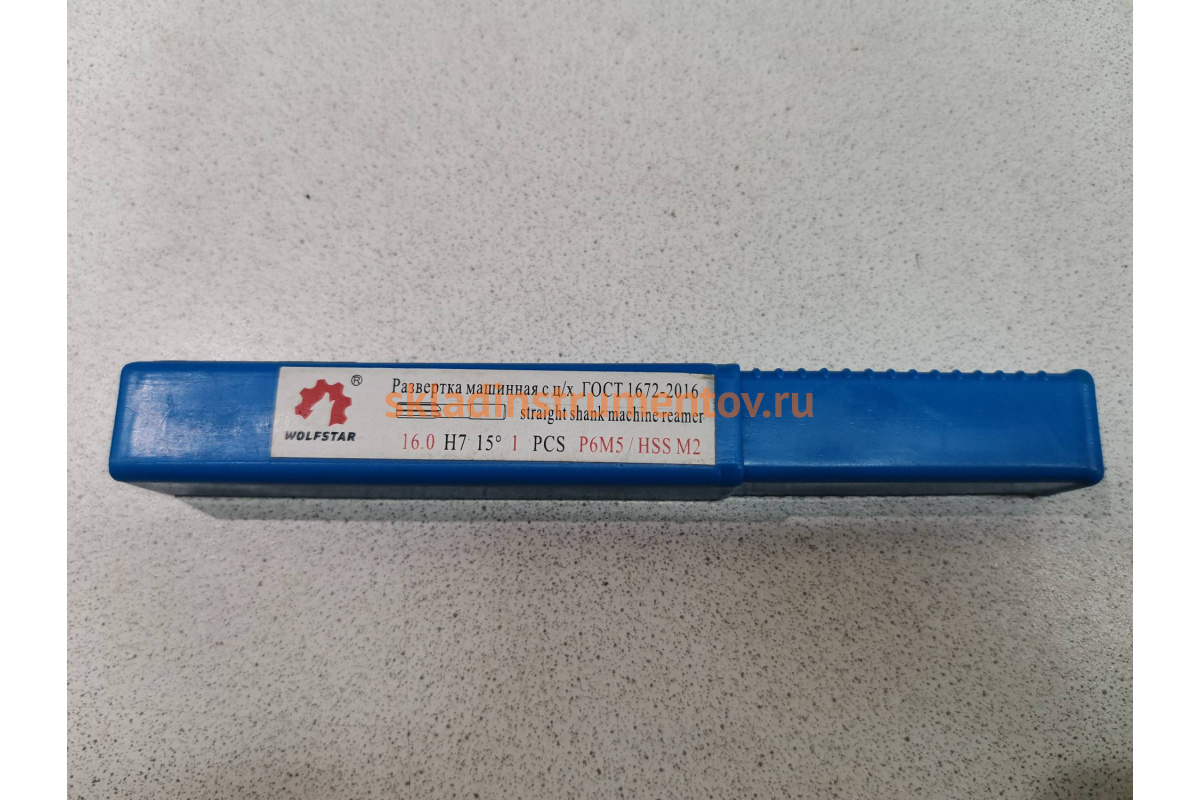 ®
WOLFSTAR
Развертка машинная с ц/х ГОСТ 1672-2016
straight shank machine reamer
16.0 H7 15° 1 PCS P6M5 / HSS M2
skladinstrumentov.ru